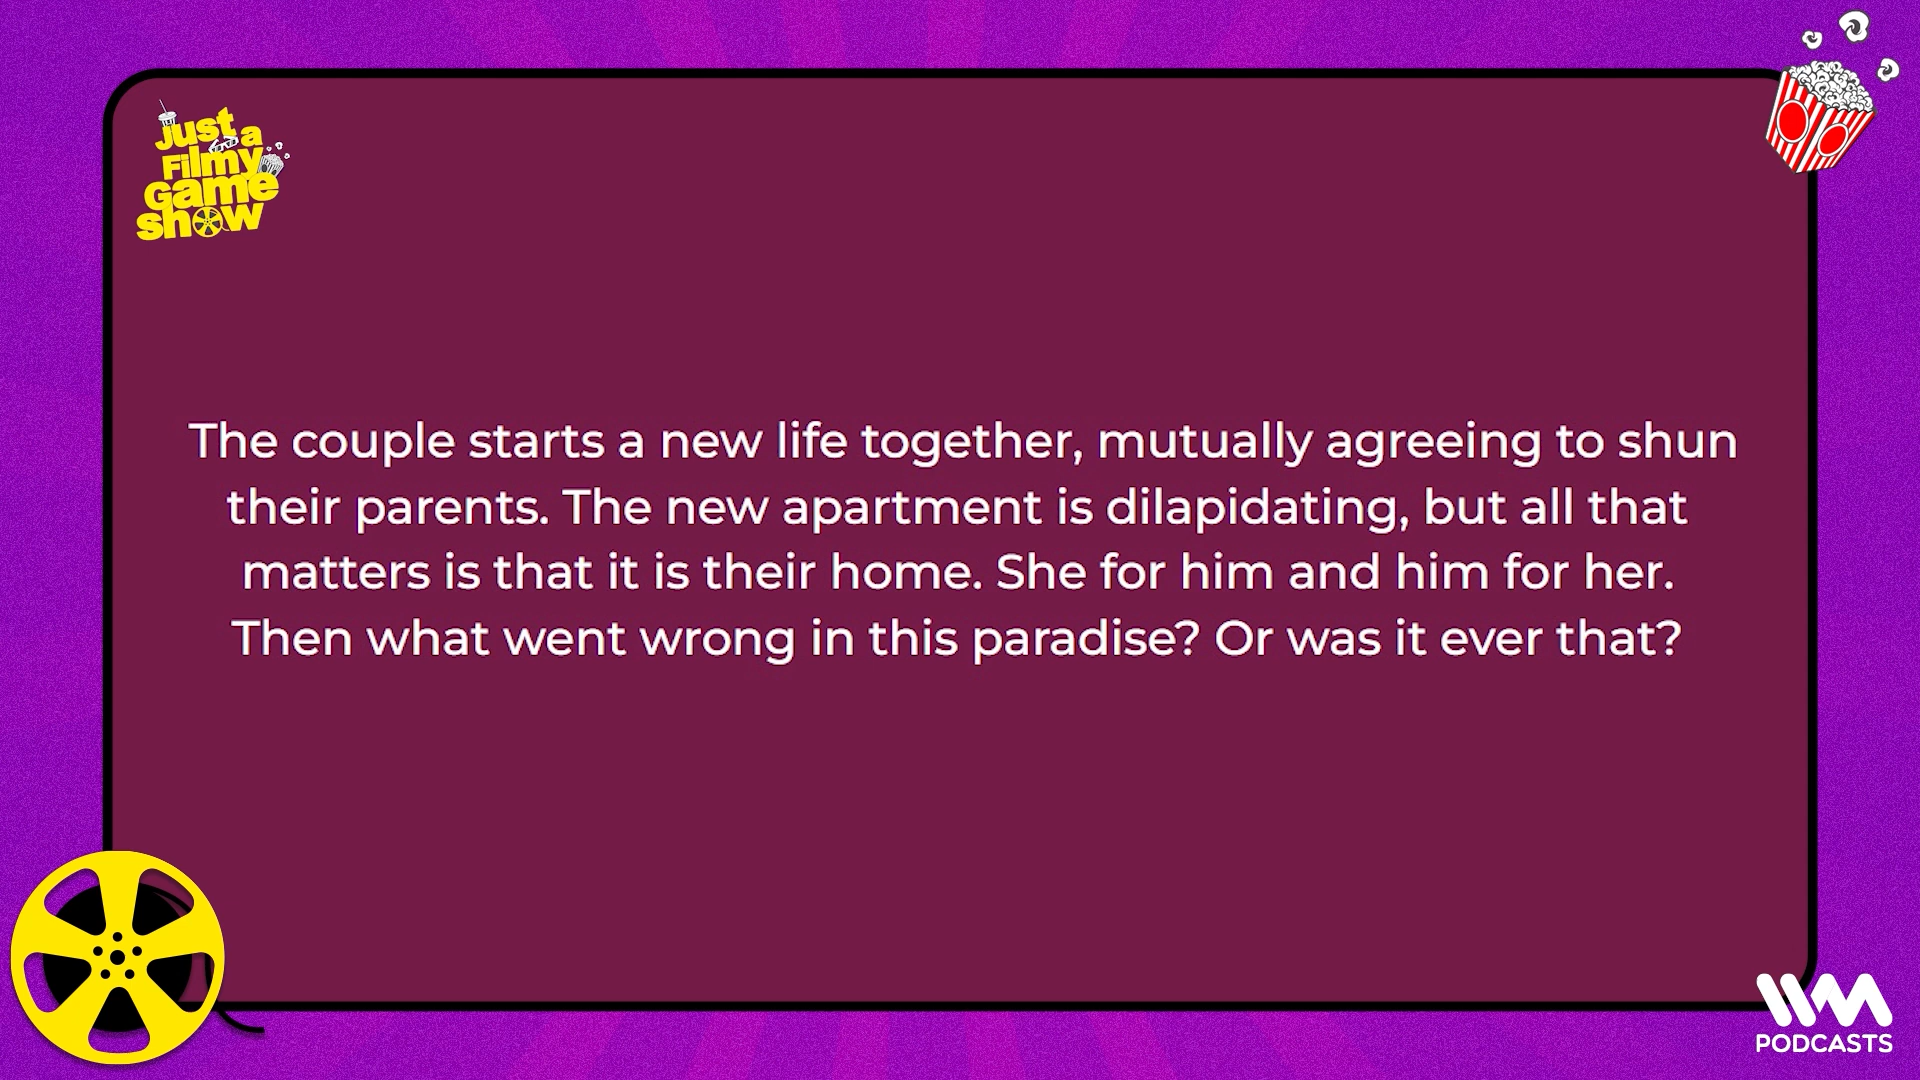 Just a
Filmy
Game
show
The couple starts a new life together, mutually agreeing to shun
their parents. The new apartment is dilapidating, but all that
matters is that it is their home. She for him and him for her.
Then what went wrong in this paradise? Or was it ever that?
IVM
PODCASTS